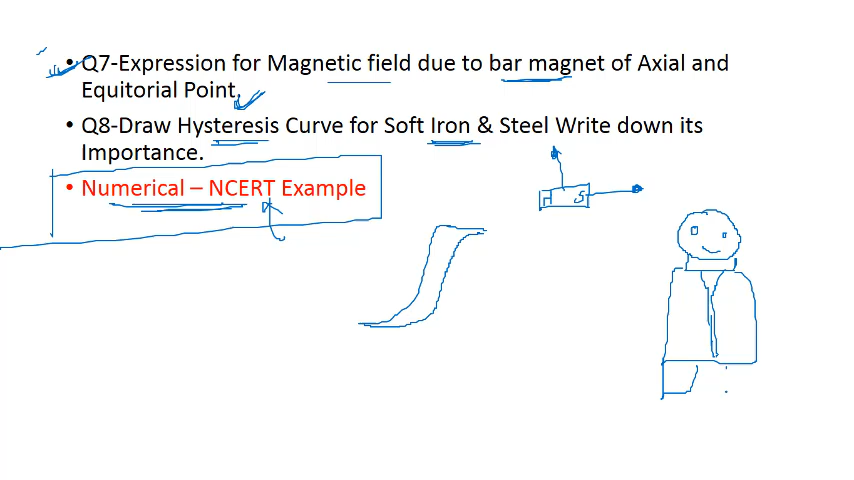 • Q7-Expression for Magnetic field due to bar magnet of Axial and
Equitorial Point.
• Q8-Draw Hysteresis Curve for Soft Iron & Steel Write down its
Importance.
• Numerical – NCERT Example
S